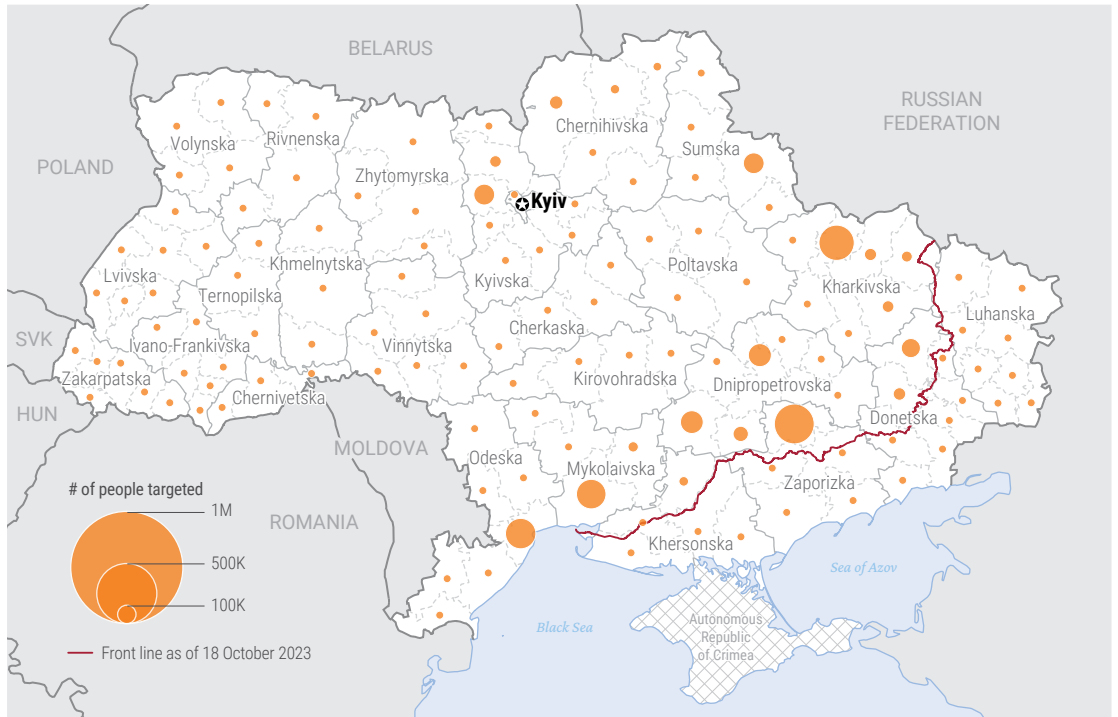 BELARUS
RUSSIAN
FEDERATION
POLAND
Volynska
Rivnenska
Chernihivska
Sumska
Zhytomyrska
Kyiv
Lvivska
Khmelnytska
Ternopilska
Kyivska
Poltavska
Kharkivska
Luhanska
Cherkaska
SVK
Ivano-Frankivska
Vinnytska
Zakarpatska
Chernivetska
Kirovohradska
Dnipropetrovska
HUN
Donetska
MOLDOVA
Odeska
Mykolaivska
Zaporizka
# of people targeted
1M
ROMANIA
500K
100K
Khersonska
Sea of Azov
Black Sea
Autonomous
Republic
of Crimea
Front line as of 18 October 2023